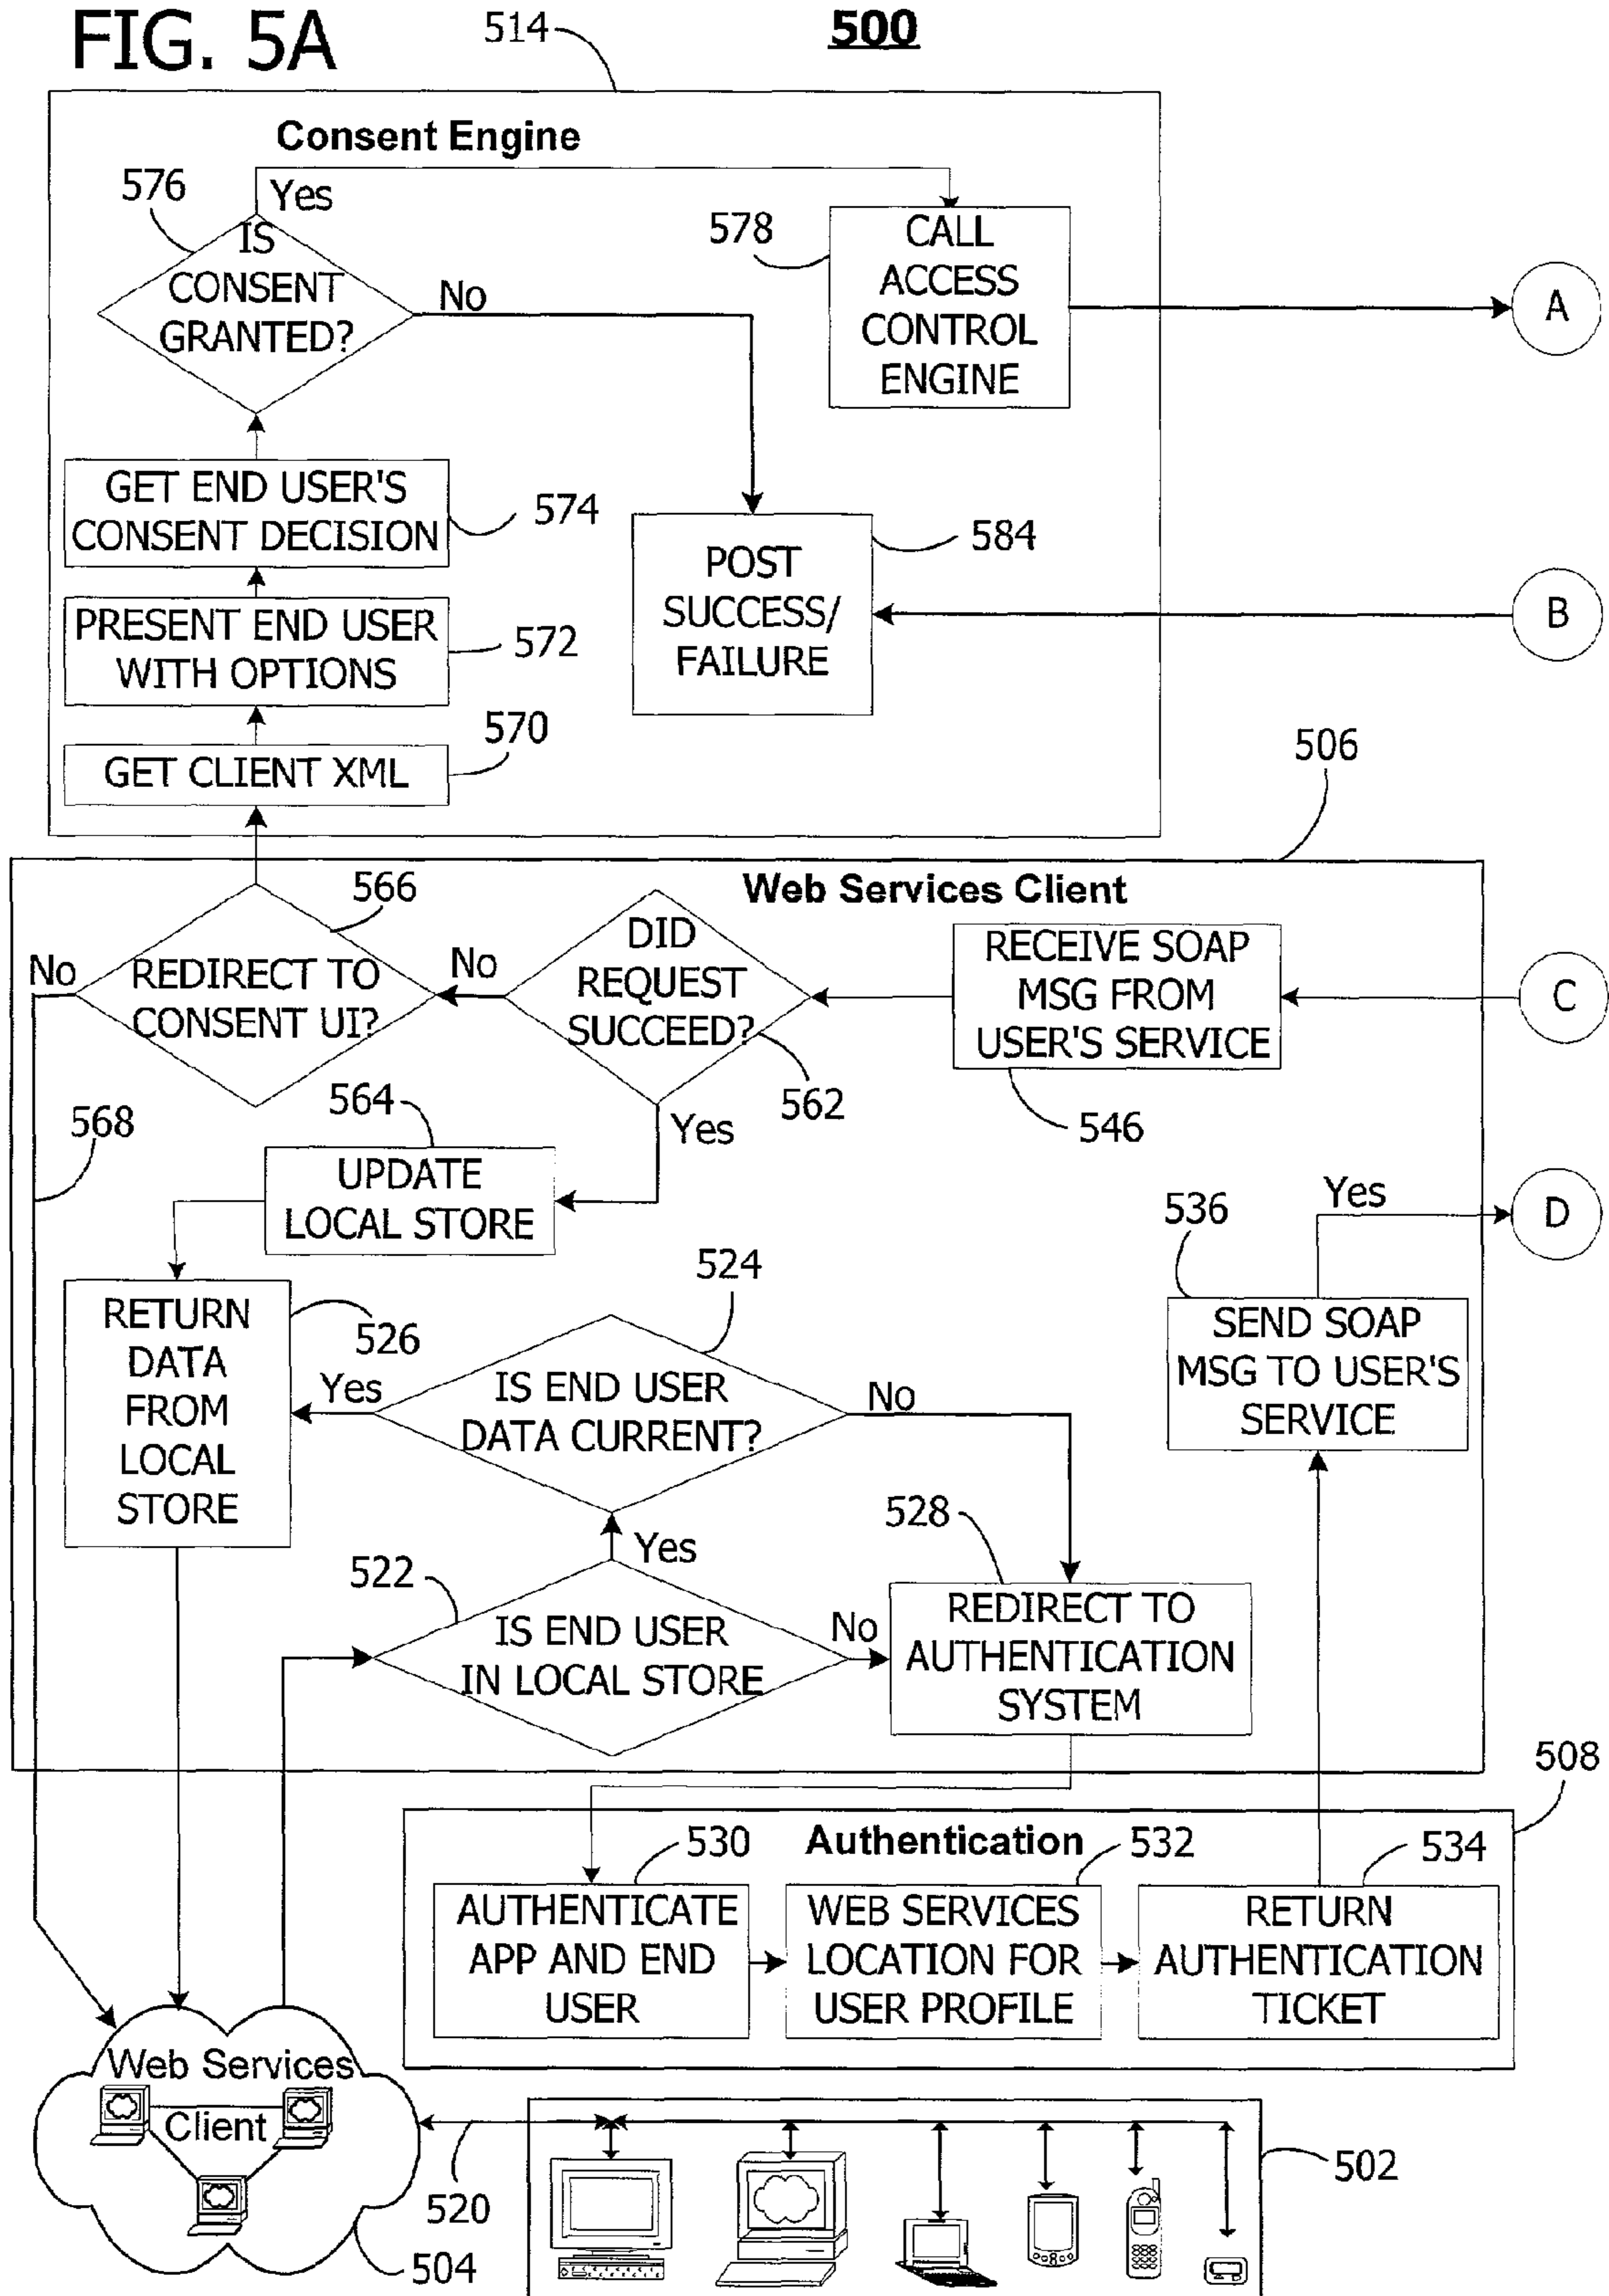 FIG. 5A
514
500
Consent Engine
576
Yes
IS
CONSENT
GRANTED?
No
578
CALL
ACCESS
CONTROL
ENGINE
A
GET END USER'S
CONSENT DECISION
574
POST
SUCCESS/
FAILURE
584
B
PRESENT END USER
WITH OPTIONS
572
GET CLIENT XML
570
506
Web Services Client
566
No
REDIRECT TO
CONSENT UI?
No
DID
REQUEST
SUCCEED?
562
RECEIVE SOAP
MSG FROM
USER'S SERVICE
546
C
568
564
Yes
UPDATE
LOCAL STORE
536
Yes
D
SEND SOAP
MSG TO USER'S
SERVICE
RETURN
DATA
FROM
LOCAL
STORE
526
524
Yes
IS END USER
DATA CURRENT?
No
528
Yes
522
IS END USER
IN LOCAL STORE
No
REDIRECT TO
AUTHENTICATION
SYSTEM
508
Authentication
530
532
534
AUTHENTICATE
APP AND END
USER
WEB SERVICES
LOCATION FOR
USER PROFILE
RETURN
AUTHENTICATION
TICKET
Web Services
Client
520
504
502